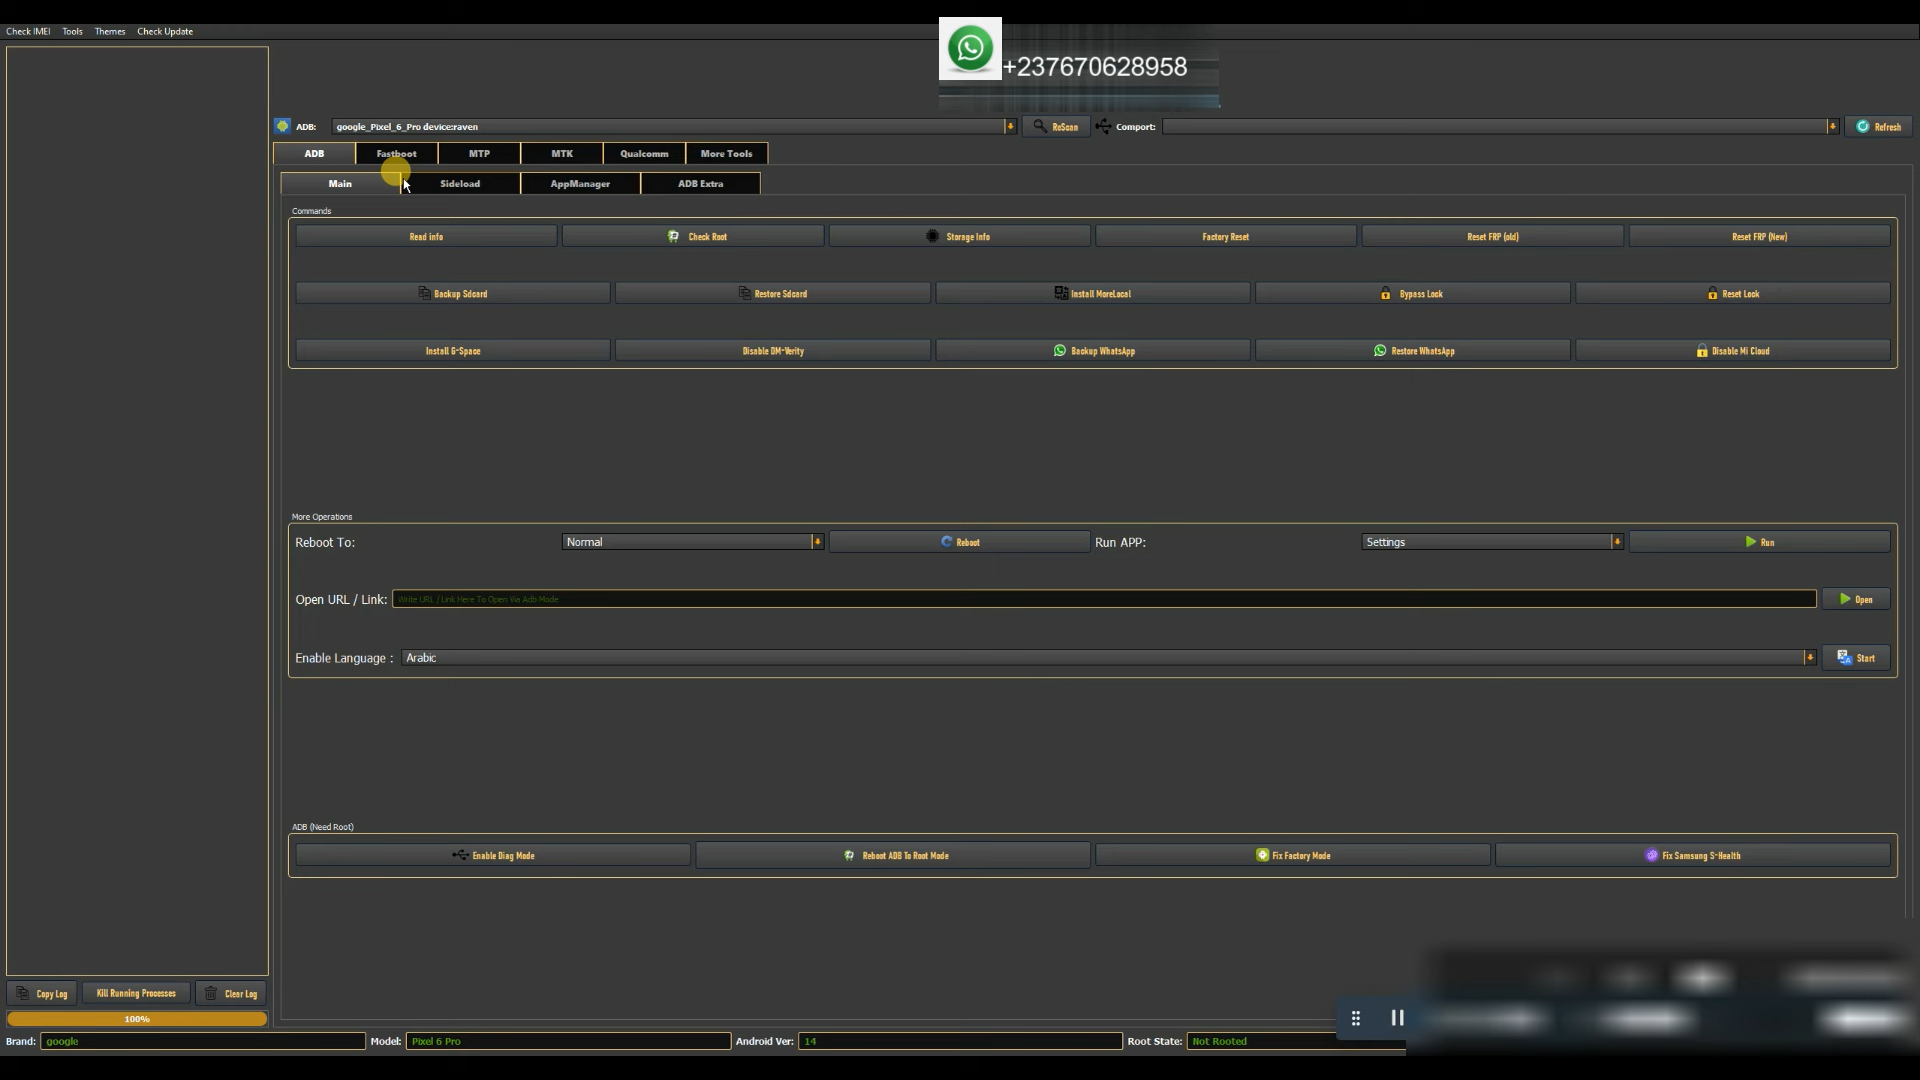 Check IMEI Tools Themes Check Update
+237670628958
ADB: google_Pixel_6_Pro device:raven ReScan Comport: Refresh
ADB Fastboot MTP MTK Qualcomm More Tools
Main Sideload AppManager ADB Extra
Commands
Read info Check Root Storage Info Factory Reset Reset FRP (old) Reset FRP (New)
Backup Sdcard Restore Sdcard Install MoreLocal Bypass Lock Reset Lock
Install G-Space Disable DM-Verity Backup WhatsApp Restore WhatsApp Disable Mi Cloud
More Operations
Reboot To: Normal Reboot Run APP: Settings Run
Open URL / Link: Write URL / Link Here To Open Via Adb Mode Open
Enable Language : Arabic Start
ADB (Need Root)
Enable Diag Mode Reboot ADB To Root Mode Fix Factory Mode Fix Samsung S-Health
Copy Log Kill Running Processes Clear Log
100%
Brand: google Model: Pixel 6 Pro Android Ver: 14 Root State: Not Rooted